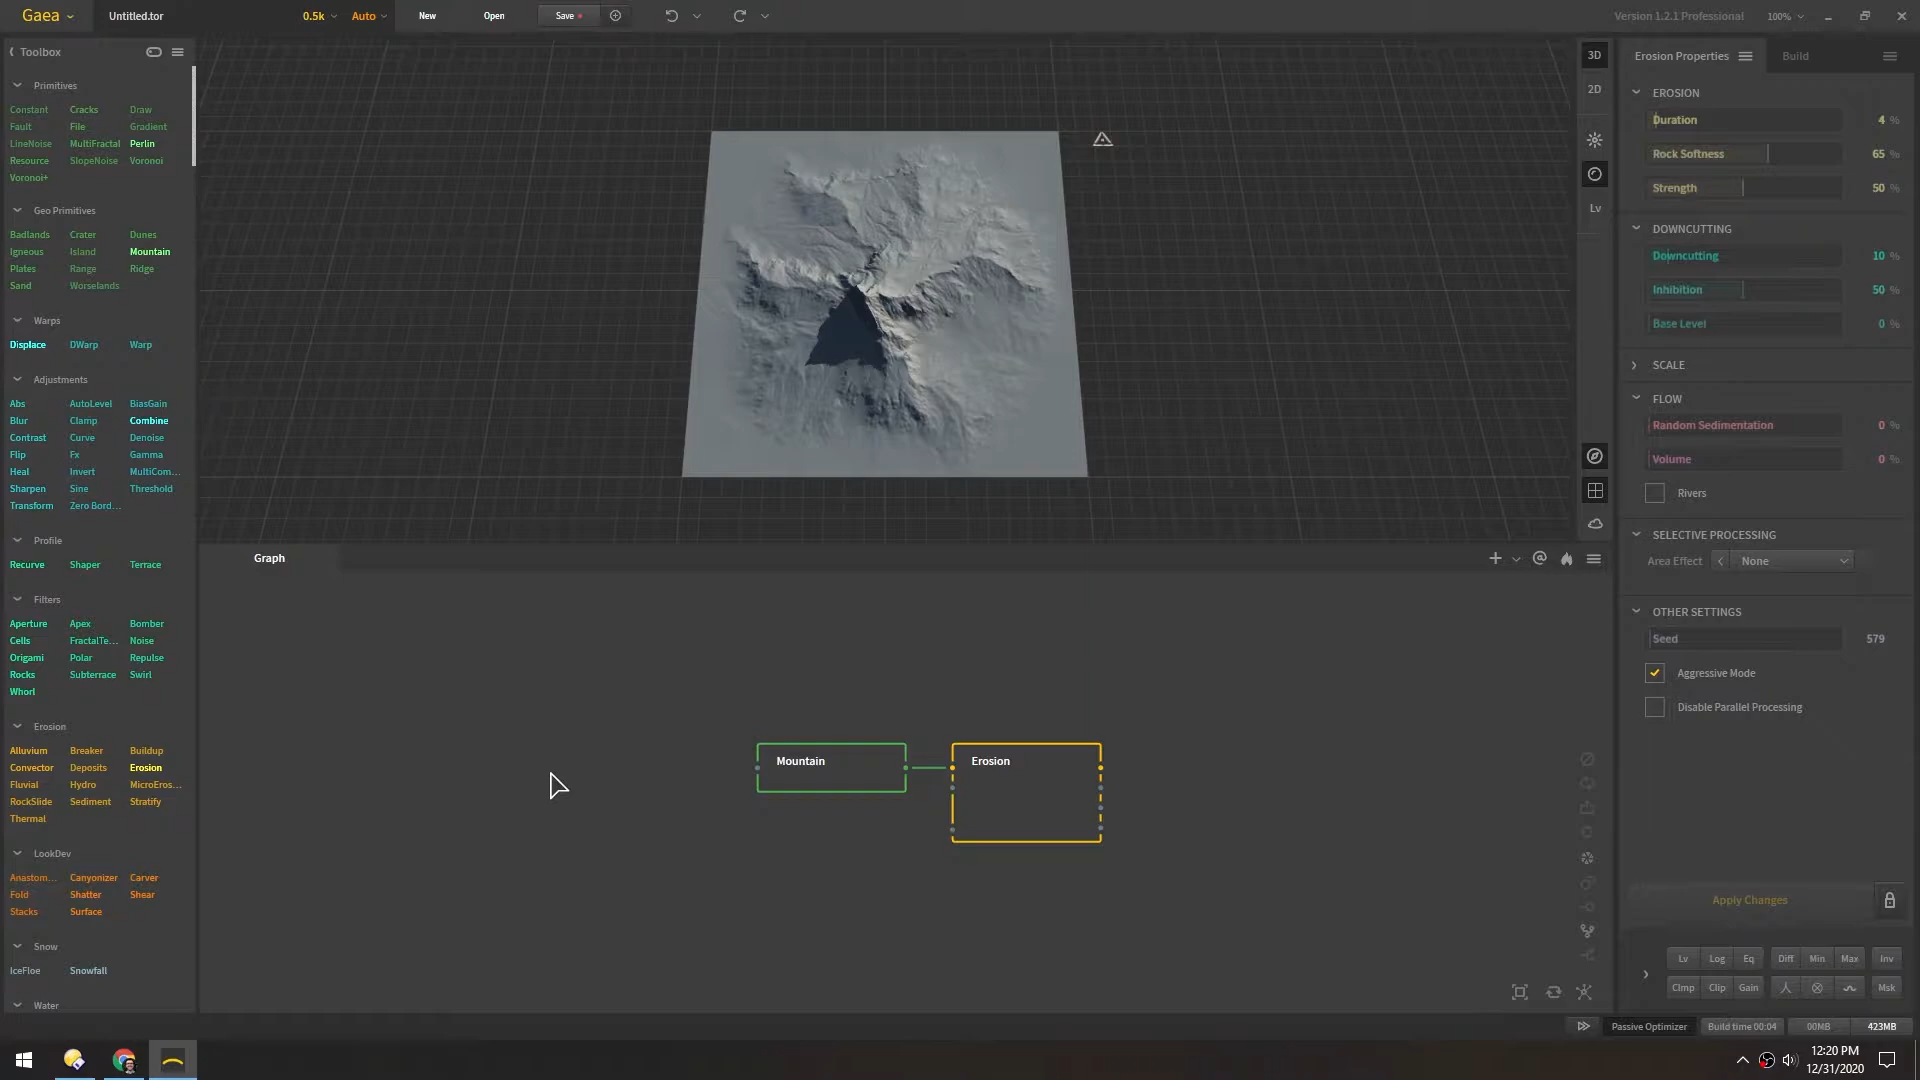 Gaea
Untitled.tor
0.5k
Auto
New
Open
Save
Version 1.2.1 Professional
100%
Toolbox
Primitives
Constant Cracks Draw
Fault File Gradient
LineNoise MultiFractal Perlin
Resource SlopeNoise Voronoi
Voronoi+
Geo Primitives
Badlands Crater Dunes
Igneous Island Mountain
Plates Range Ridge
Sand Worselands
Warps
Displace DWarp Warp
Adjustments
Abs AutoLevel BiasGain
Blur Clamp Combine
Contrast Curve Denoise
Flip Fx Gamma
Heal Invert MultiCom...
Sharpen Sine Threshold
Transform Zero Bord...
Profile
Recurve Shaper Terrace
Filters
Aperture Apex Bomber
Cells FractalTe... Noise
Origami Polar Repulse
Rocks Subterrace Swirl
Whorl
Erosion
Alluvium Breaker Buildup
Convector Deposits Erosion
Fluvial Hydro MicroEros...
RockSlide Sediment Stratify
Thermal
LookDev
Anastom... Canyonizer Carver
Fold Shatter Shear
Stacks Surface
Snow
IceFloe Snowfall
Water
3D
2D
Lv
Graph
Mountain
Erosion
Erosion Properties
Build
EROSION
Duration 4 %
Rock Softness 65 %
Strength 50 %
DOWNCUTTING
Downcutting 10 %
Inhibition 50 %
Base Level 0 %
SCALE
FLOW
Random Sedimentation 0 %
Volume 0 %
Rivers
SELECTIVE PROCESSING
Area Effect None
OTHER SETTINGS
Seed 579
Aggressive Mode
Disable Parallel Processing
Apply Changes
Lv Log Eq Diff Min Max Inv
Clmp Clip Gain Msk
Passive Optimizer Build time 00:04 00MB 423MB
12:20 PM
12/31/2020